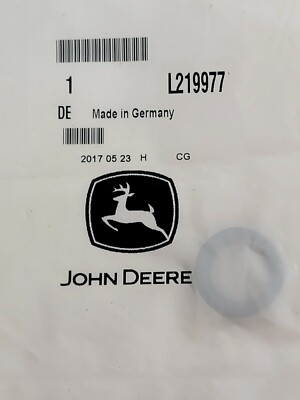 1 L219977
DE Made in Germany
2017 05 23 H CG
JOHN DEERE